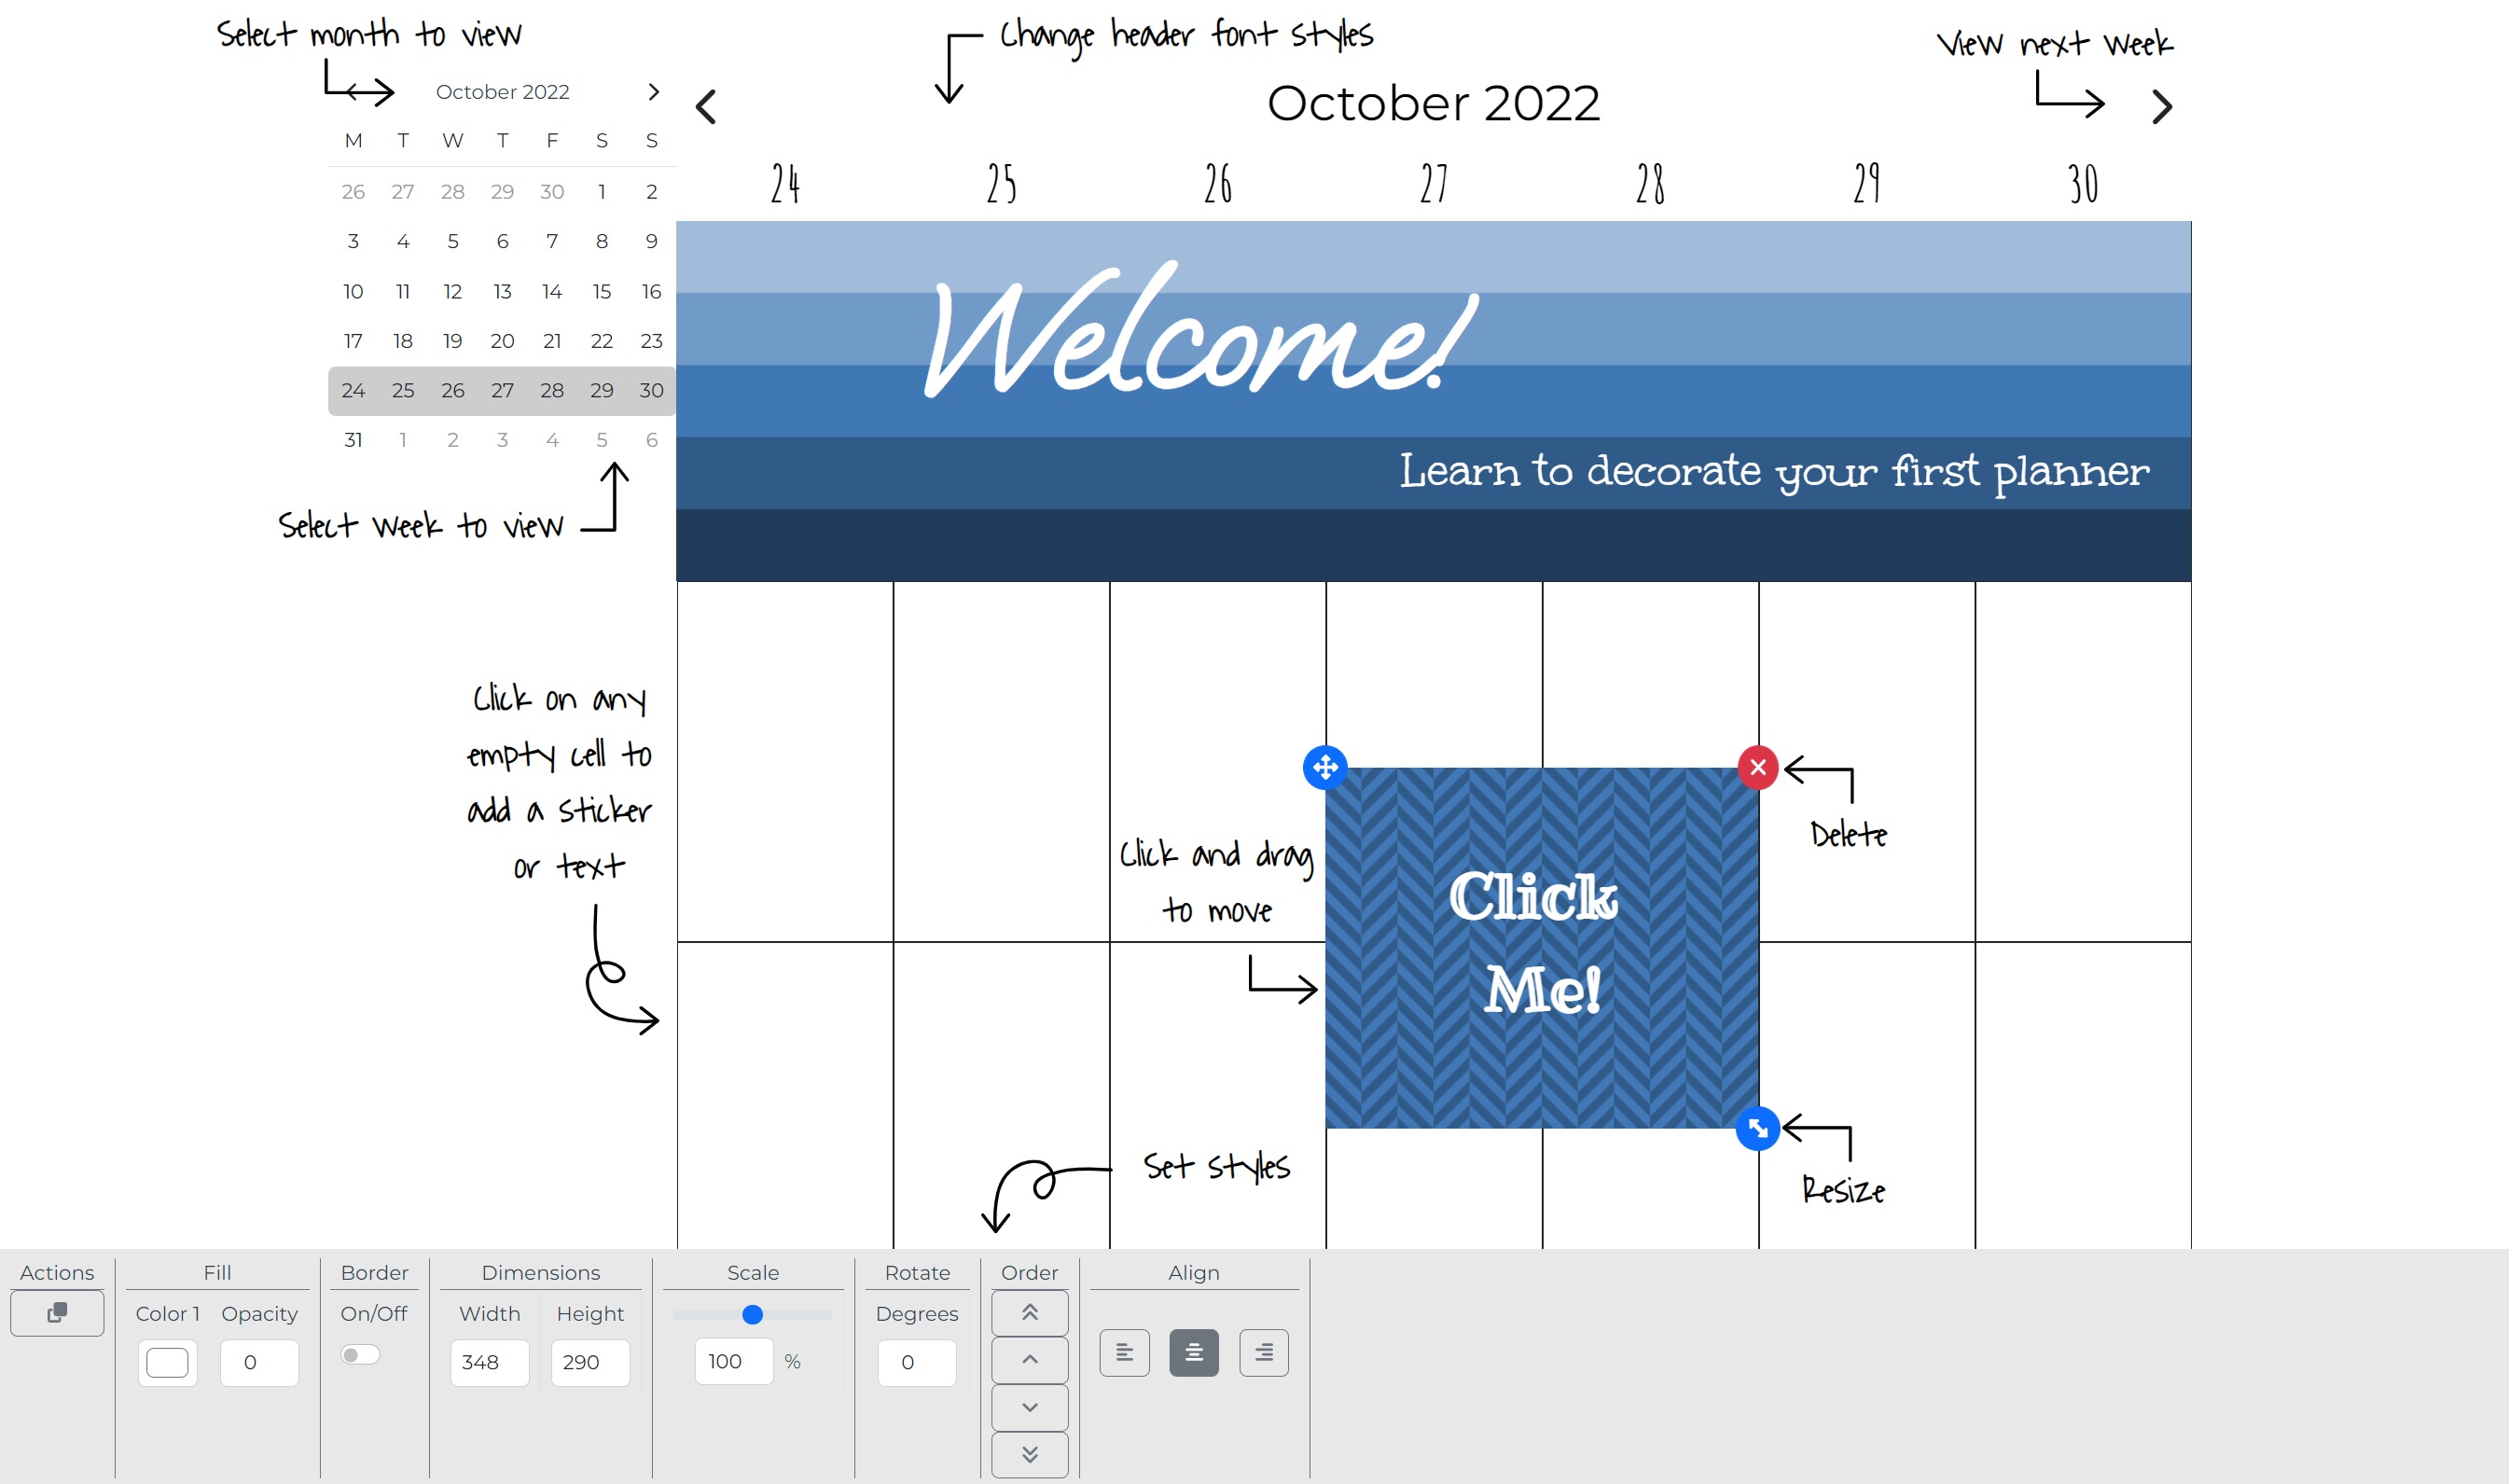 Select month to view
October 2022
M T W T F S S
26 27 28 29 30 1 2
3 4 5 6 7 8 9
10 11 12 13 14 15 16
17 18 19 20 21 22 23
24 25 26 27 28 29 30
31 1 2 3 4 5 6
Select week to view
Change header font styles
View next week
October 2022
24 25 26 27 28 29 30
Welcome!
Learn to decorate your first planner
Click on any
empty cell to
add a sticker
or text
Click and drag
to move
Click
Me!
Delete
Resize
Set styles
Actions
Fill
Color 1 Opacity
0
Border
On/Off
Dimensions
Width Height
348 290
Scale
100 %
Rotate
Degrees
0
Order
Align